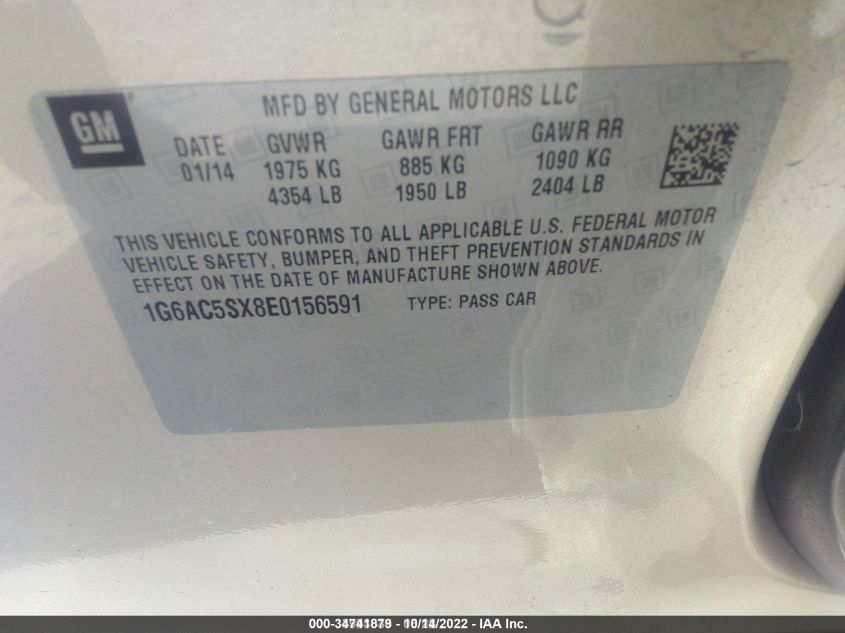 GM
MFD BY GENERAL MOTORS LLC
DATE GVWR GAWR FRT GAWR RR
01/14 1975 KG 885 KG 1090 KG
4354 LB 1950 LB 2404 LB
THIS VEHICLE CONFORMS TO ALL APPLICABLE U.S. FEDERAL MOTOR
VEHICLE SAFETY, BUMPER, AND THEFT PREVENTION STANDARDS IN
EFFECT ON THE DATE OF MANUFACTURE SHOWN ABOVE.
1G6AC5SX8E0156591 TYPE: PASS CAR
000-34741879 - 10/14/2022 - IAA Inc.